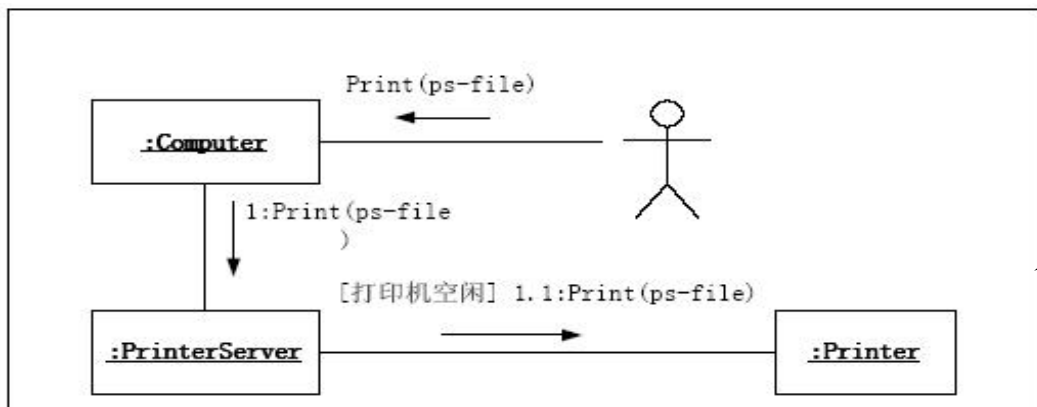 Print(ps-file)
:Computer
1:Print(ps-file
)
[打印机空闲] 1.1:Print(ps-file)
:PrinterServer
:Printer